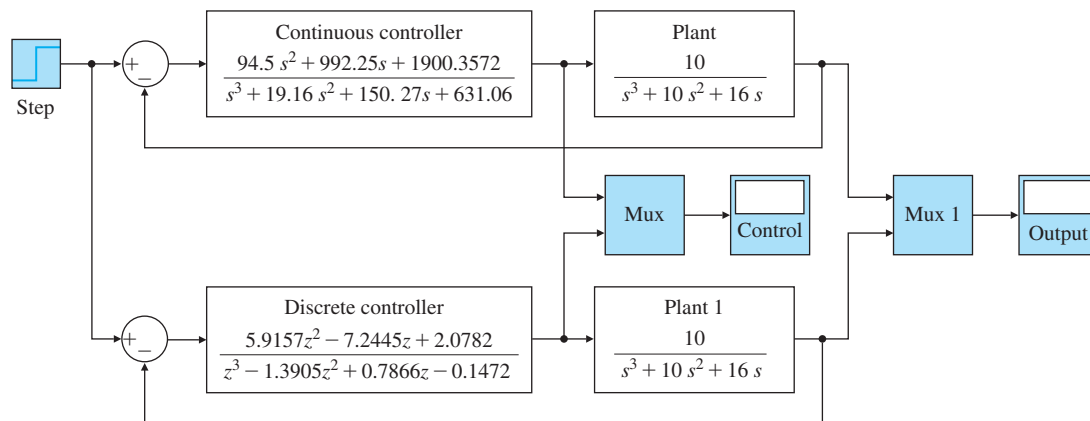 Step
+
−
Continuous controller
94.5 s² + 992.25s + 1900.3572
s³ + 19.16 s² + 150. 27s + 631.06
Plant
10
s³ + 10 s² + 16 s
Mux
Control
Mux 1
Output
+
−
Discrete controller
5.9157z² − 7.2445z + 2.0782
z³ − 1.3905z² + 0.7866z − 0.1472
Plant 1
10
s³ + 10 s² + 16 s